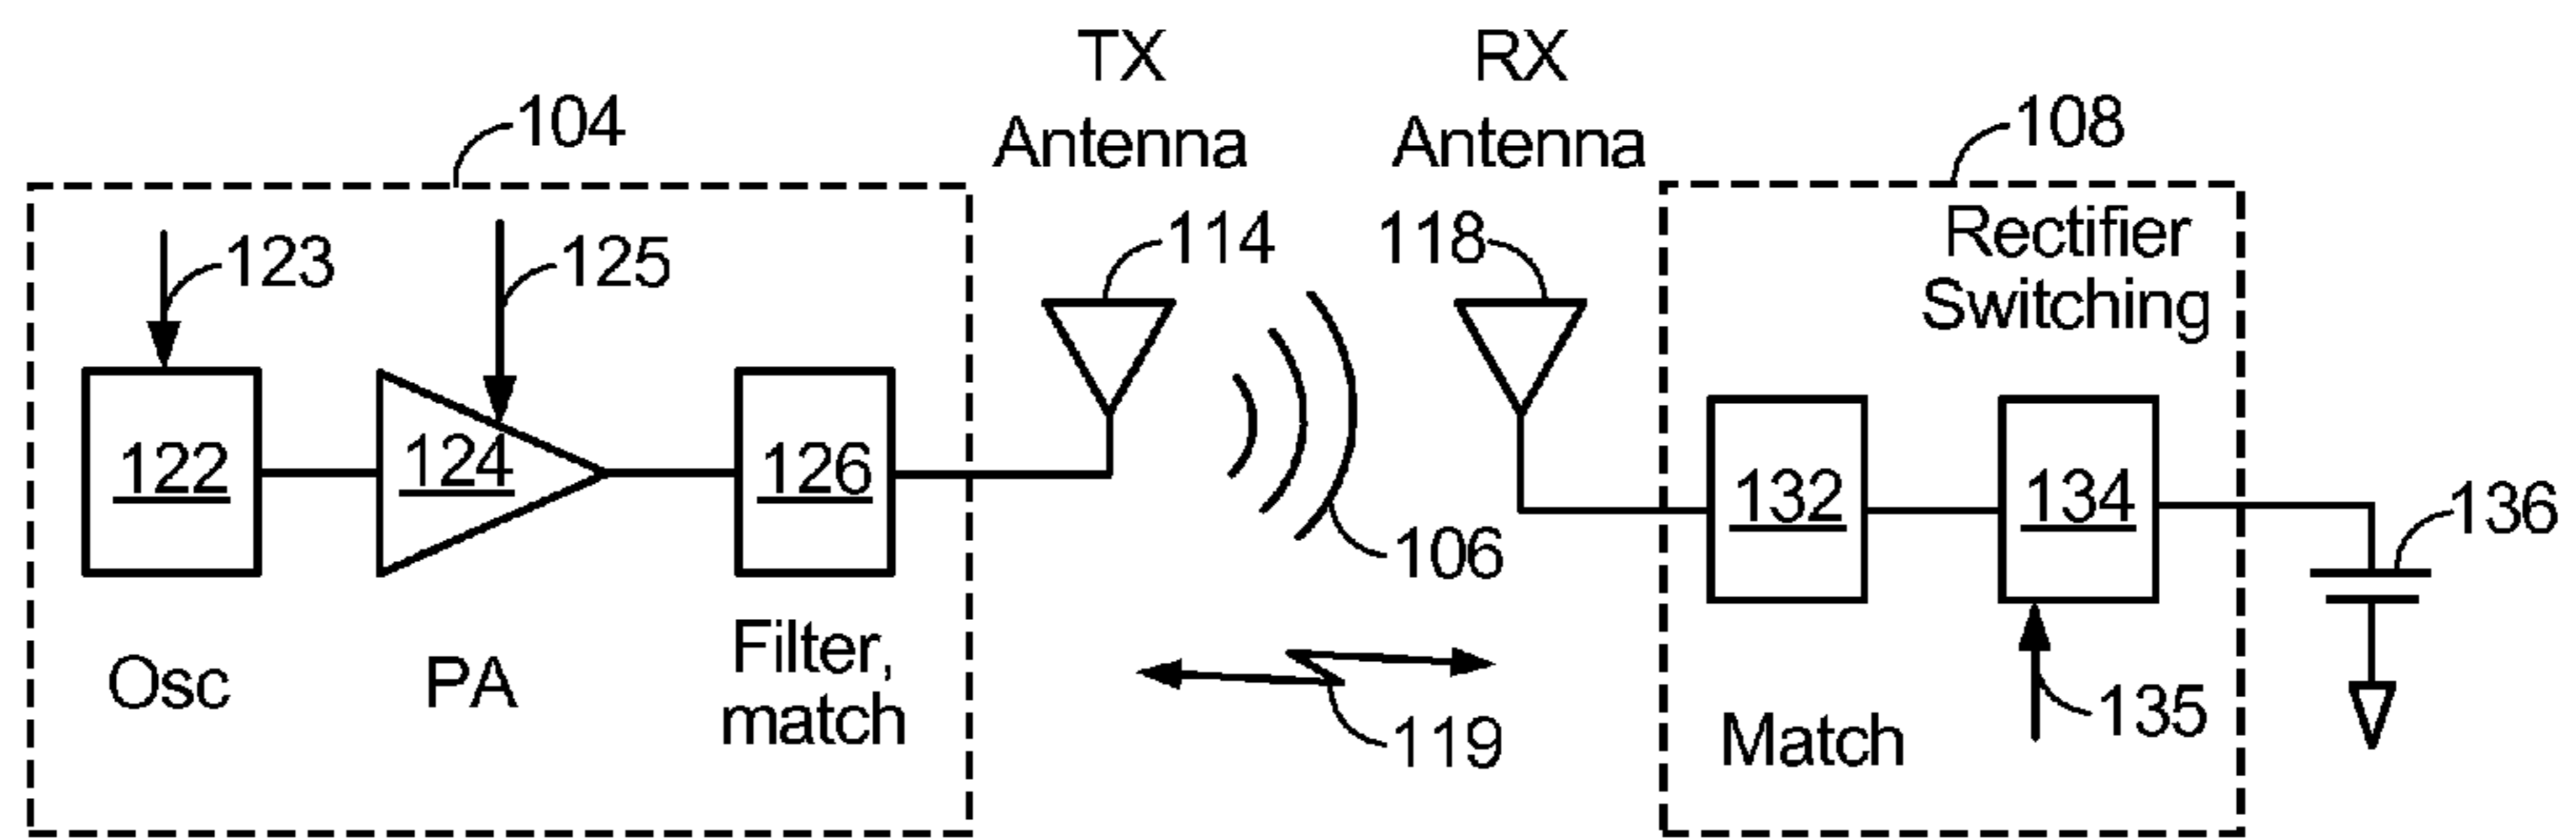 TX
Antenna
RX
Antenna
104
108
123
125
114
118
Rectifier
Switching
122
124
126
132
134
136
106
Osc
PA
Filter,
match
119
Match
135